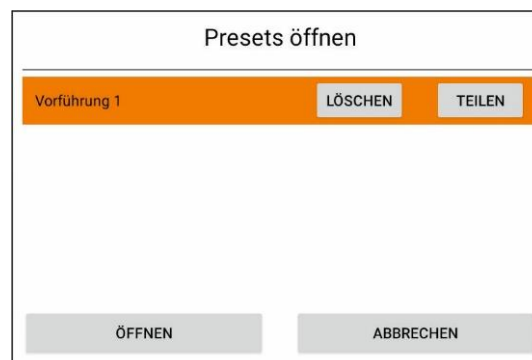 Presets öffnen
Vorführung 1 LÖSCHEN TEILEN
ÖFFNEN ABBRECHEN